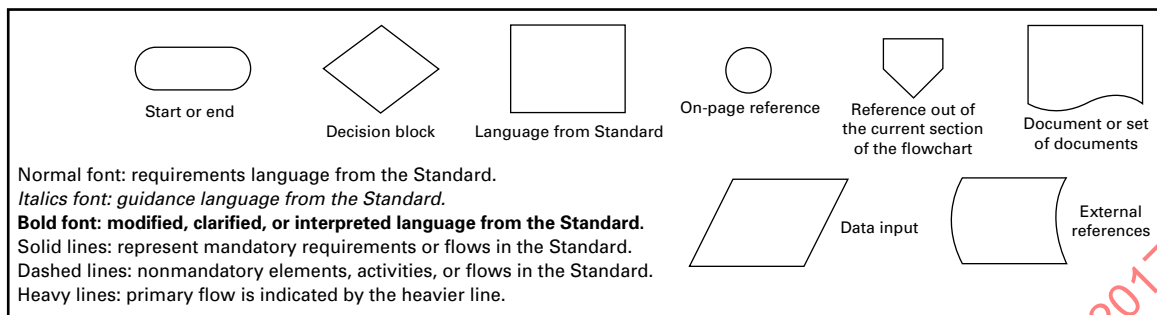 Start or end
Decision block
Language from Standard
On-page reference
Reference out of
the current section
of the flowchart
Document or set
of documents
Normal font: requirements language from the Standard.
Italics font: guidance language from the Standard.
Bold font: modified, clarified, or interpreted language from the Standard.
Solid lines: represent mandatory requirements or flows in the Standard.
Dashed lines: nonmandatory elements, activities, or flows in the Standard.
Heavy lines: primary flow is indicated by the heavier line.
Data input
External
references